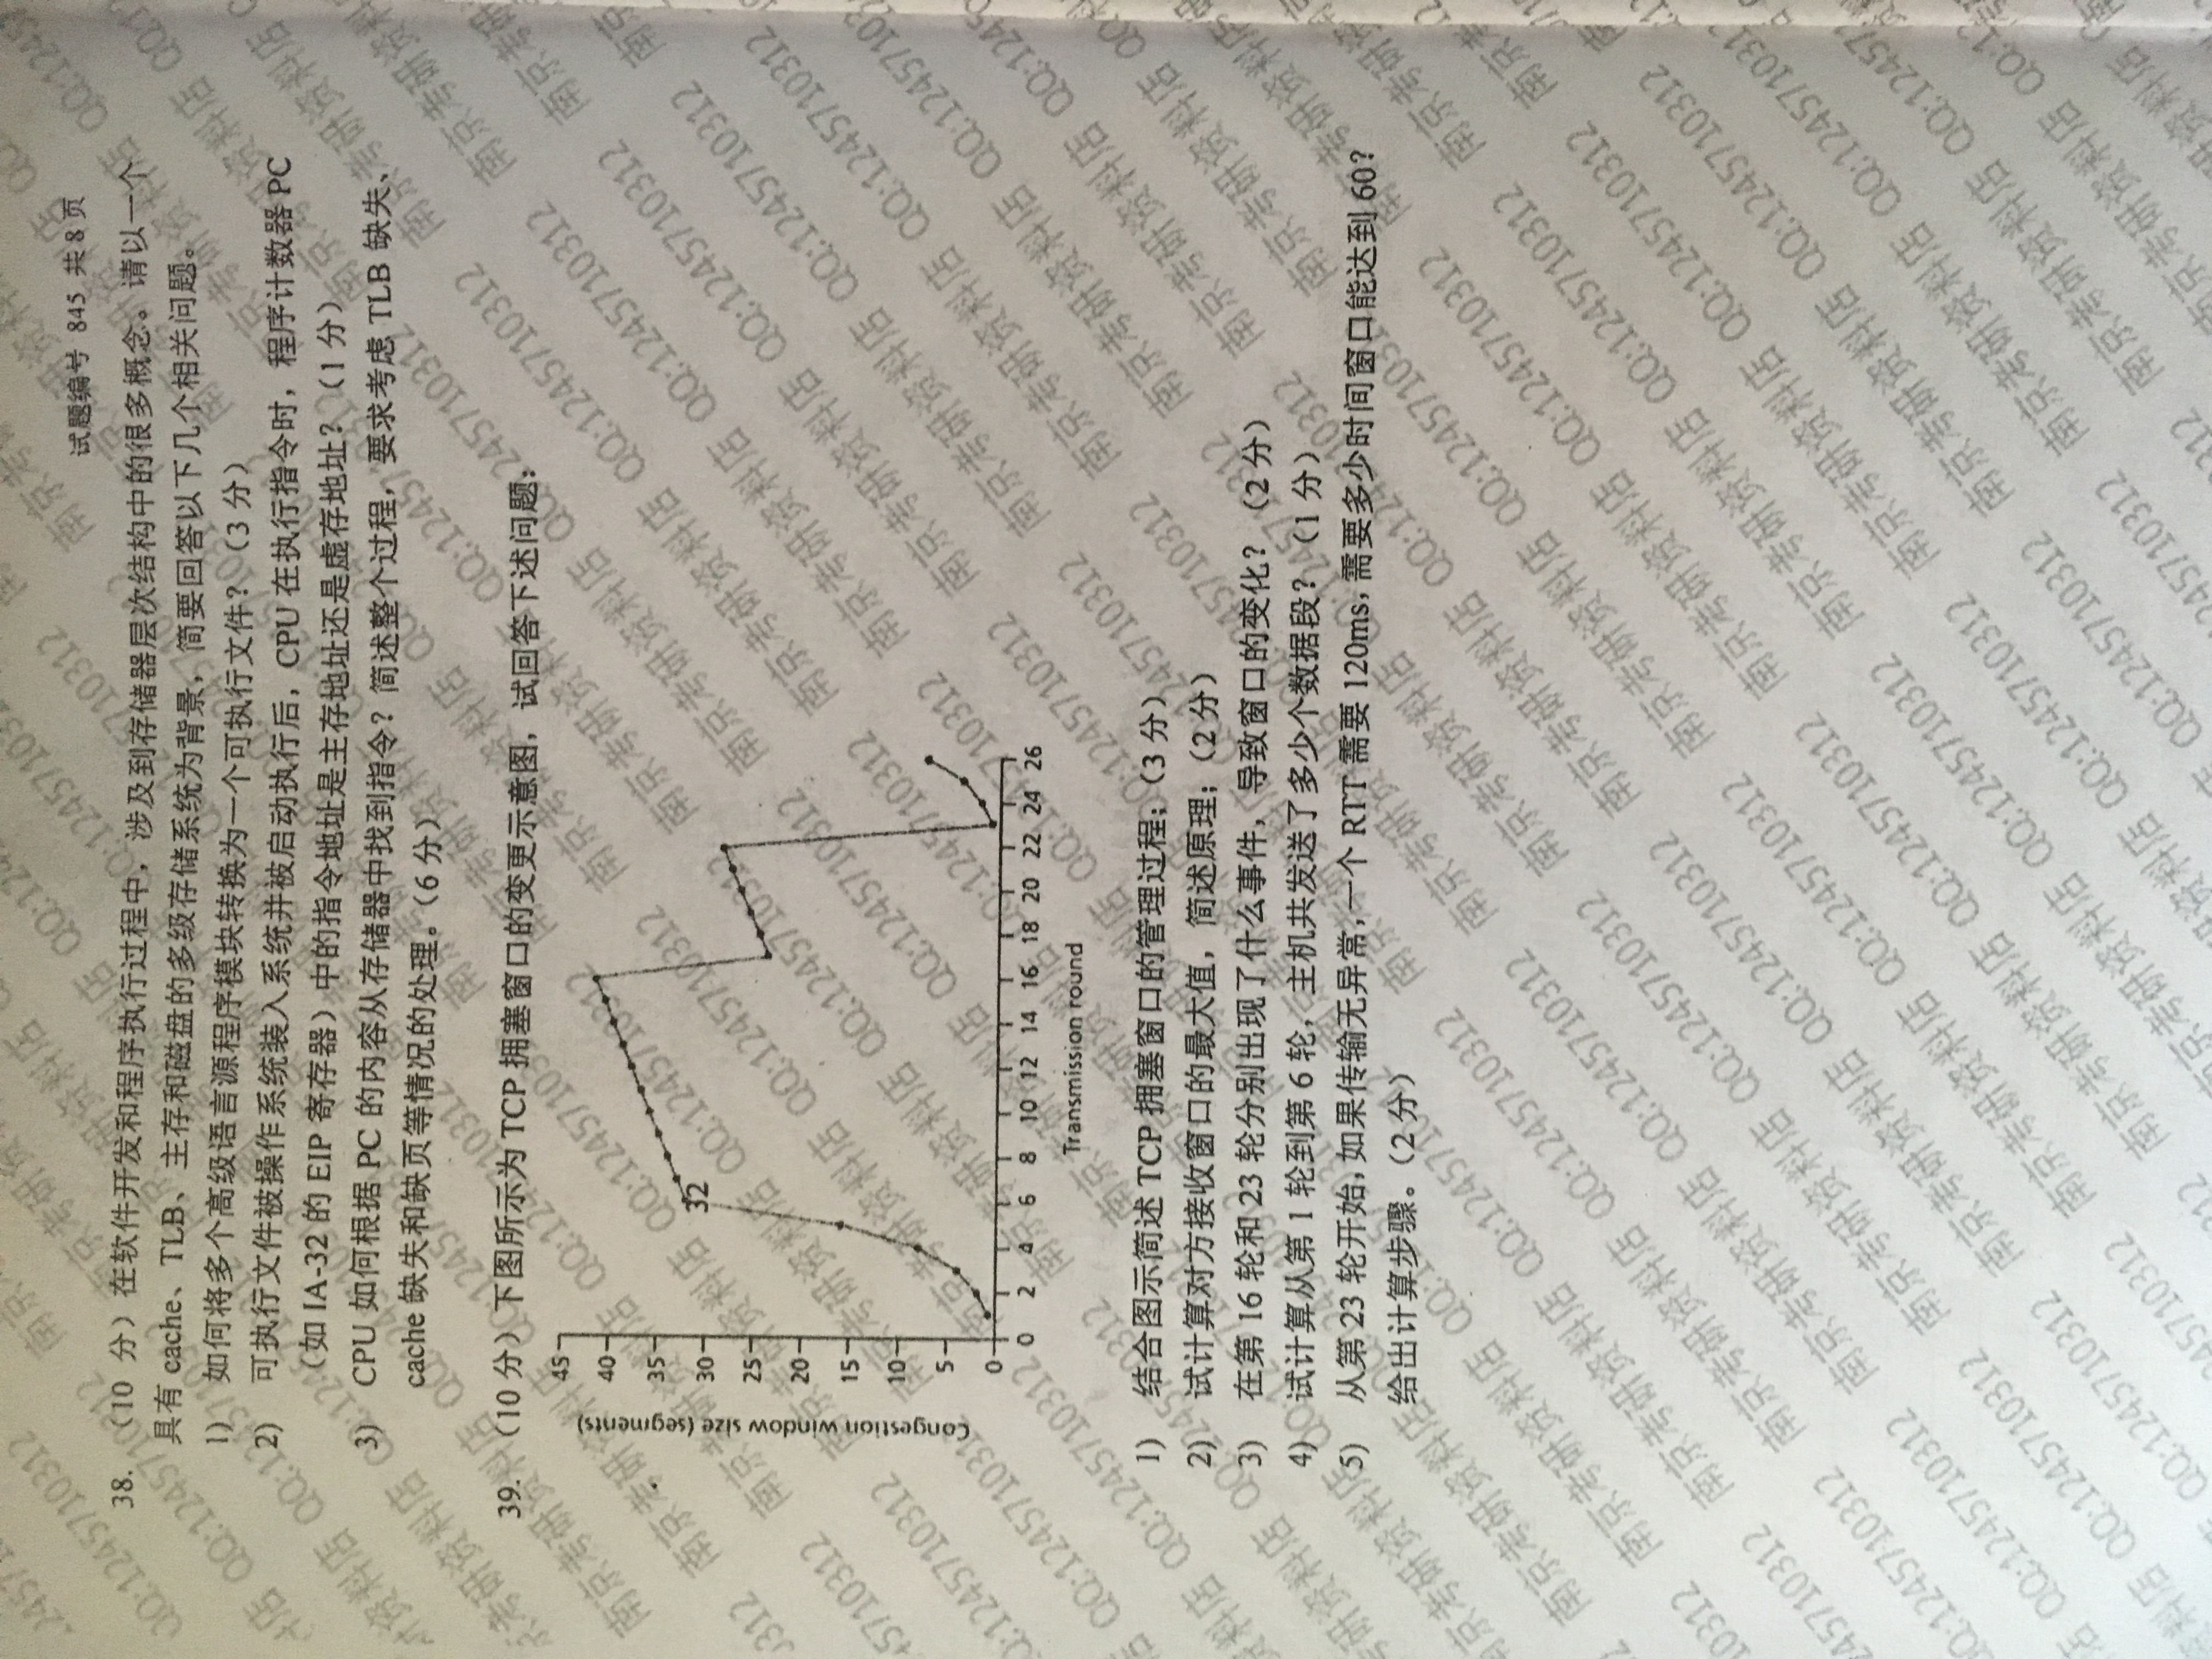 试题编号 845 共 8 页
38. （10 分）在软件开发和程序执行过程中，涉及到存储器层次结构中的很多概念。请以一个
具有 cache、TLB、主存和磁盘的多级存储系统为背景，简要回答以下几个相关问题。
1) 如何将多个高级语言源程序模块转换为一个可执行文件？（3 分）
2) 可执行文件被操作系统装入系统并被启动执行后，CPU 在执行指令时，程序计数器 PC
（如 IA-32 的 EIP 寄存器）中的指令地址是主存地址还是虚存地址？（1 分）
3) CPU 如何根据 PC 的内容从存储器中找到指令？简述整个过程，要求考虑 TLB 缺失、
cache 缺失和缺页等情况的处理。（6 分）
39. （10 分）下图所示为 TCP 拥塞窗口的变更示意图，试回答下述问题：
Congestion window size (segments)
45
40
35
30
25
20
15
10
5
0
32
0 2 4 6 8 10 12 14 16 18 20 22 24 26
Transmission round
1) 结合图示简述 TCP 拥塞窗口的管理过程；（3 分）
2) 试计算对方接收窗口的最大值，简述原理；（2 分）
3) 在第 16 轮和 23 轮分别出现了什么事件，导致窗口的变化？（2 分）
4) 试计算从第 1 轮到第 6 轮，主机共发送了多少个数据段？（1 分）
5) 从第 23 轮开始，如果传输无异常，一个 RTT 需要 120ms，需要多少时间窗口能达到 60？
给出计算步骤。（2 分）
南京考研资料店 QQ:1245710312